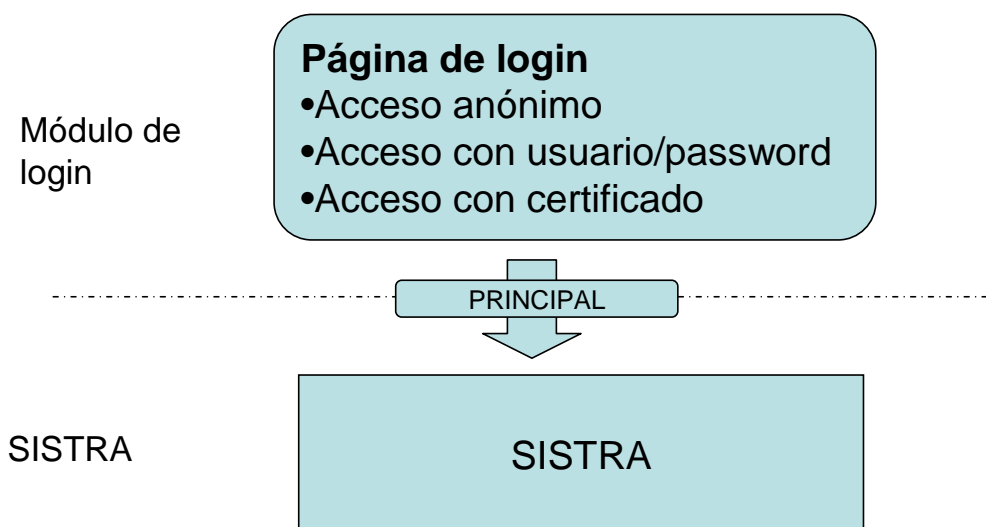 Página de login
•Acceso anónimo
•Acceso con usuario/password
•Acceso con certificado
Módulo de
login
PRINCIPAL
SISTRA
SISTRA